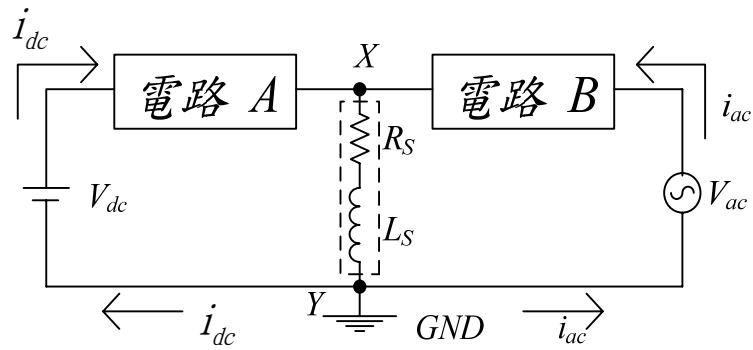 i_dc
電路 A
X
電路 B
i_ac
R_S
V_dc
V_ac
L_S
Y
i_dc
GND
i_ac